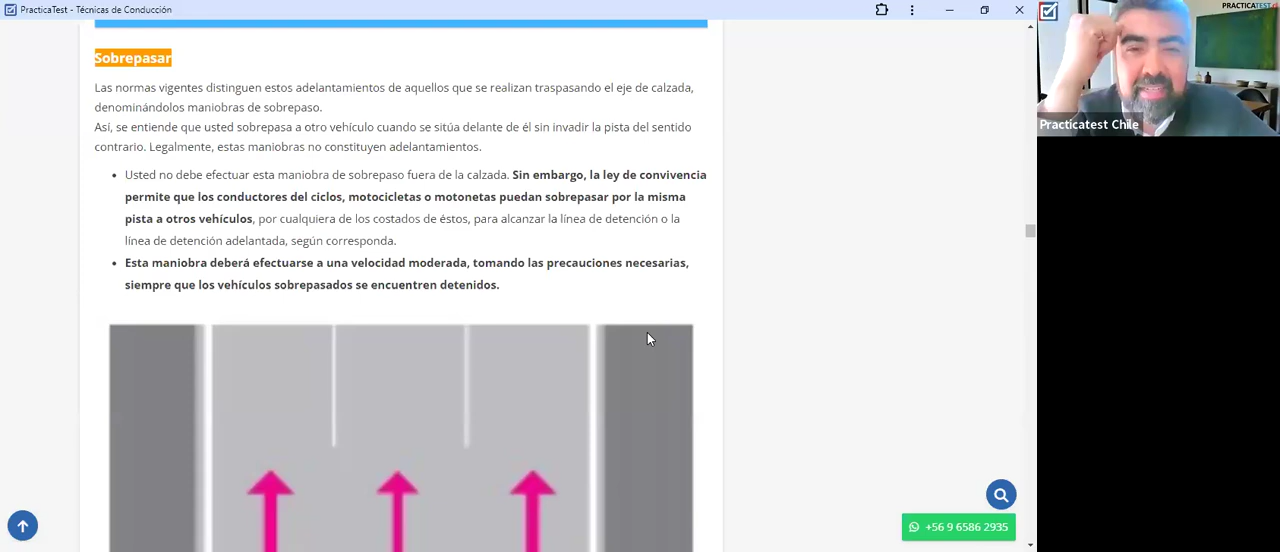 PracticaTest - Técnicas de Conducción
PRACTICATEST
Practicatest Chile
Sobrepasar
Las normas vigentes distinguen estos adelantamientos de aquellos que se realizan traspasando el eje de calzada,
denominándolos maniobras de sobrepaso.
Así, se entiende que usted sobrepasa a otro vehículo cuando se sitúa delante de él sin invadir la pista del sentido
contrario. Legalmente, estas maniobras no constituyen adelantamientos.
• Usted no debe efectuar esta maniobra de sobrepaso fuera de la calzada. Sin embargo, la ley de convivencia
permite que los conductores del ciclos, motocicletas o motonetas puedan sobrepasar por la misma
pista a otros vehículos, por cualquiera de los costados de éstos, para alcanzar la línea de detención o la
línea de detención adelantada, según corresponda.
• Esta maniobra deberá efectuarse a una velocidad moderada, tomando las precauciones necesarias,
siempre que los vehículos sobrepasados se encuentren detenidos.
+56 9 6586 2935